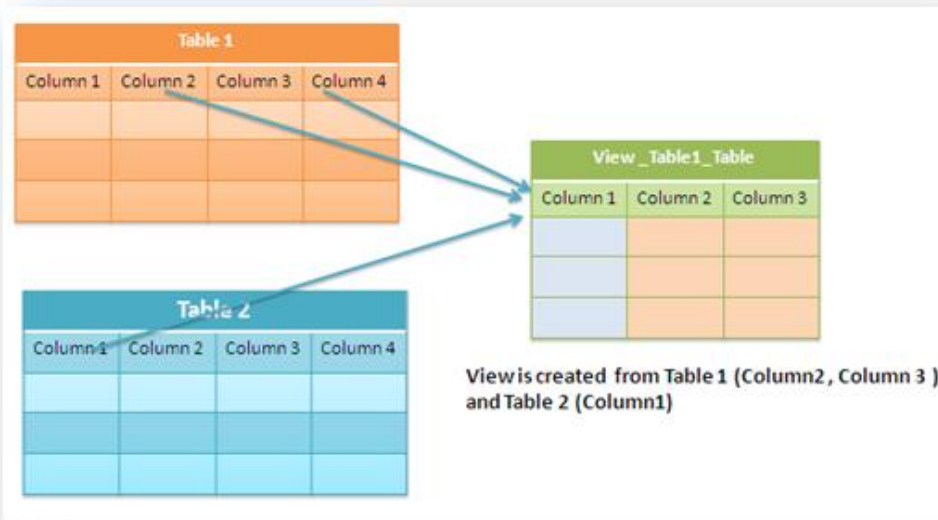 Table 1
Column 1 Column 2 Column 3 Column 4
View_Table1_Table
Column 1 Column 2 Column 3
Table 2
Column 1 Column 2 Column 3 Column 4
View is created from Table 1 (Column2, Column 3 )
and Table 2 (Column1)